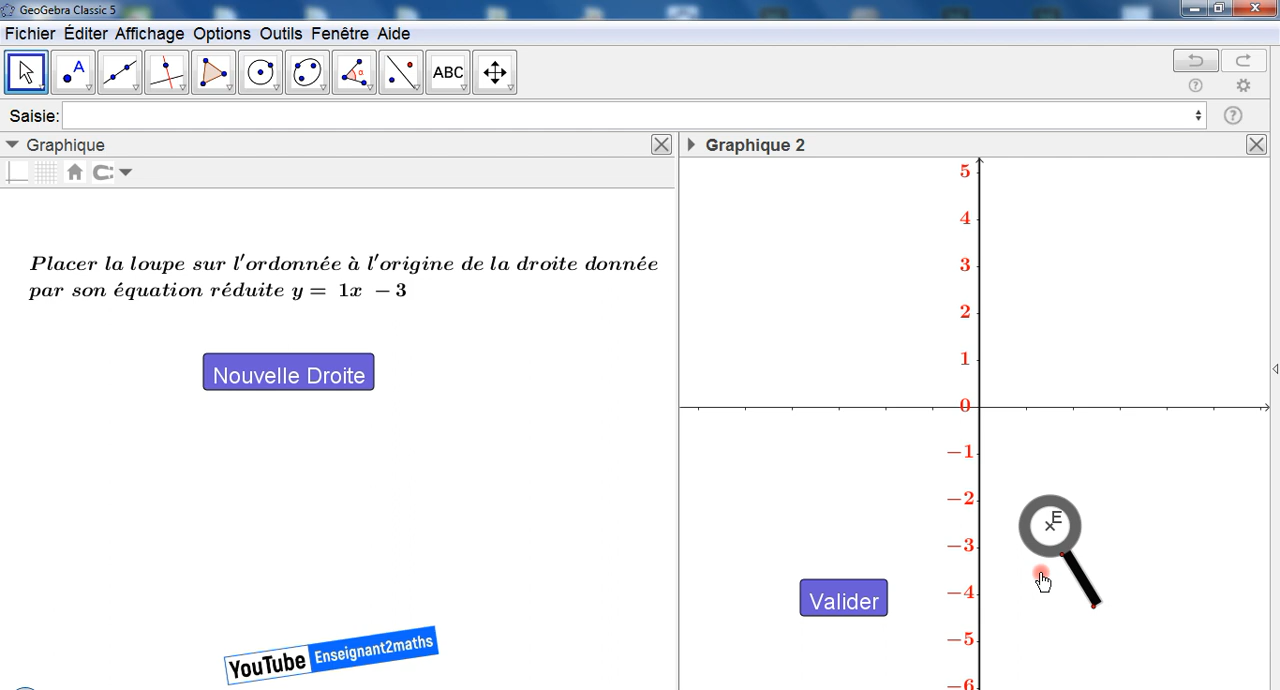 GeoGebra Classic 5
Fichier Éditer Affichage Options Outils Fenêtre Aide
A
α
ABC
Saisie:
Graphique
Graphique 2
Placer la loupe sur l'ordonnée à l'origine de la droite donnée
par son équation réduite y = 1x − 3
Nouvelle Droite
YouTube Enseignant2maths
5
4
3
2
1
0
−1
−2
−3
−4
−5
−6
E
Valider